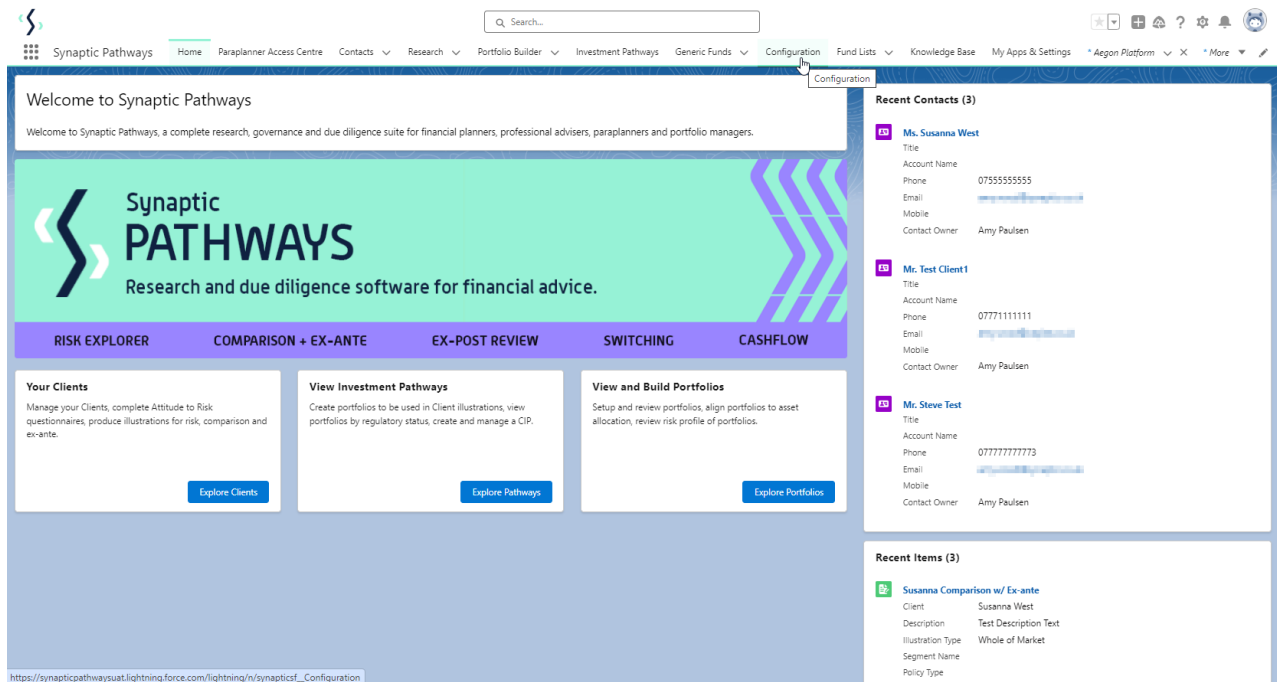 Search...
Synaptic Pathways Home Paraplanner Access Centre Contacts Research Portfolio Builder Investment Pathways Generic Funds Configuration Fund Lists Knowledge Base My Apps & Settings * Aegon Platform * More
Configuration
Welcome to Synaptic Pathways
Welcome to Synaptic Pathways, a complete research, governance and due diligence suite for financial planners, professional advisers, paraplanners and portfolio managers.
Synaptic
PATHWAYS
Research and due diligence software for financial advice.
RISK EXPLORER COMPARISON + EX-ANTE EX-POST REVIEW SWITCHING CASHFLOW
Your Clients
Manage your Clients, complete Attitude to Risk
questionnaires, produce illustrations for risk, comparison and
ex-ante.
Explore Clients
View Investment Pathways
Create portfolios to be used in Client illustrations, view
portfolios by regulatory status, create and manage a CIP.
Explore Pathways
View and Build Portfolios
Setup and review portfolios, align portfolios to asset
allocation, review risk profile of portfolios.
Explore Portfolios
Recent Contacts (3)
Ms. Susanna West
Title
Account Name
Phone 07555555555
Email
Mobile
Contact Owner Amy Paulsen
Mr. Test Client1
Title
Account Name
Phone 07771111111
Email
Mobile
Contact Owner Amy Paulsen
Mr. Steve Test
Title
Account Name
Phone 077777777773
Email
Mobile
Contact Owner Amy Paulsen
Recent Items (3)
Susanna Comparison w/ Ex-ante
Client Susanna West
Description Test Description Text
Illustration Type Whole of Market
Segment Name
Policy Type
https://synapticpathwaysuat.lightning.force.com/lightning/n/synapticsf__Configuration